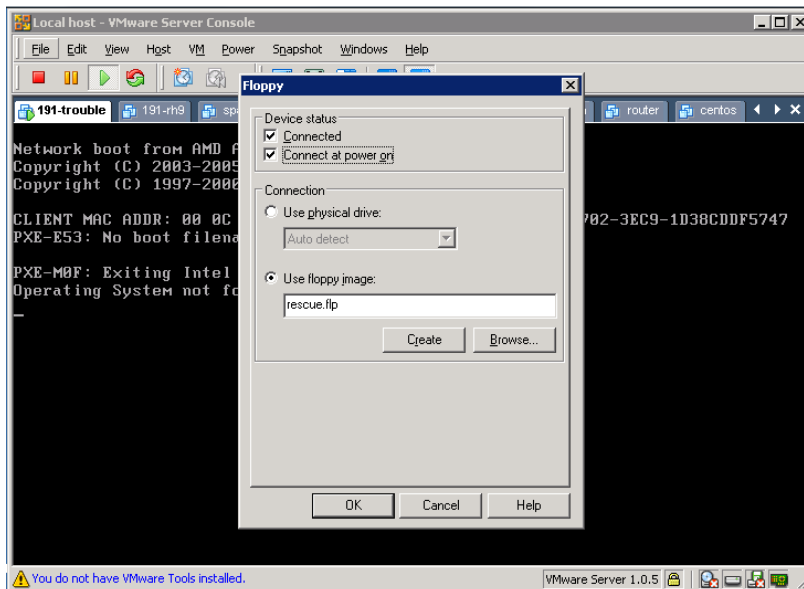 Local host - VMware Server Console
File Edit View Host VM Power Snapshot Windows Help
191-trouble 191-rh9 router centos
Network boot from AMD
Copyright (C) 2003-2005
Copyright (C) 1997-2000
CLIENT MAC ADDR: 00 0C 702-3EC9-1D38CDDF5747
PXE-E53: No boot
PXE-M0F: Exiting Intel
Operating System not
Floppy
Device status
Connected
Connect at power on
Connection
Use physical drive:
Auto detect
Use floppy image:
rescue.flp
Create Browse...
OK Cancel Help
You do not have VMware Tools installed.
VMware Server 1.0.5